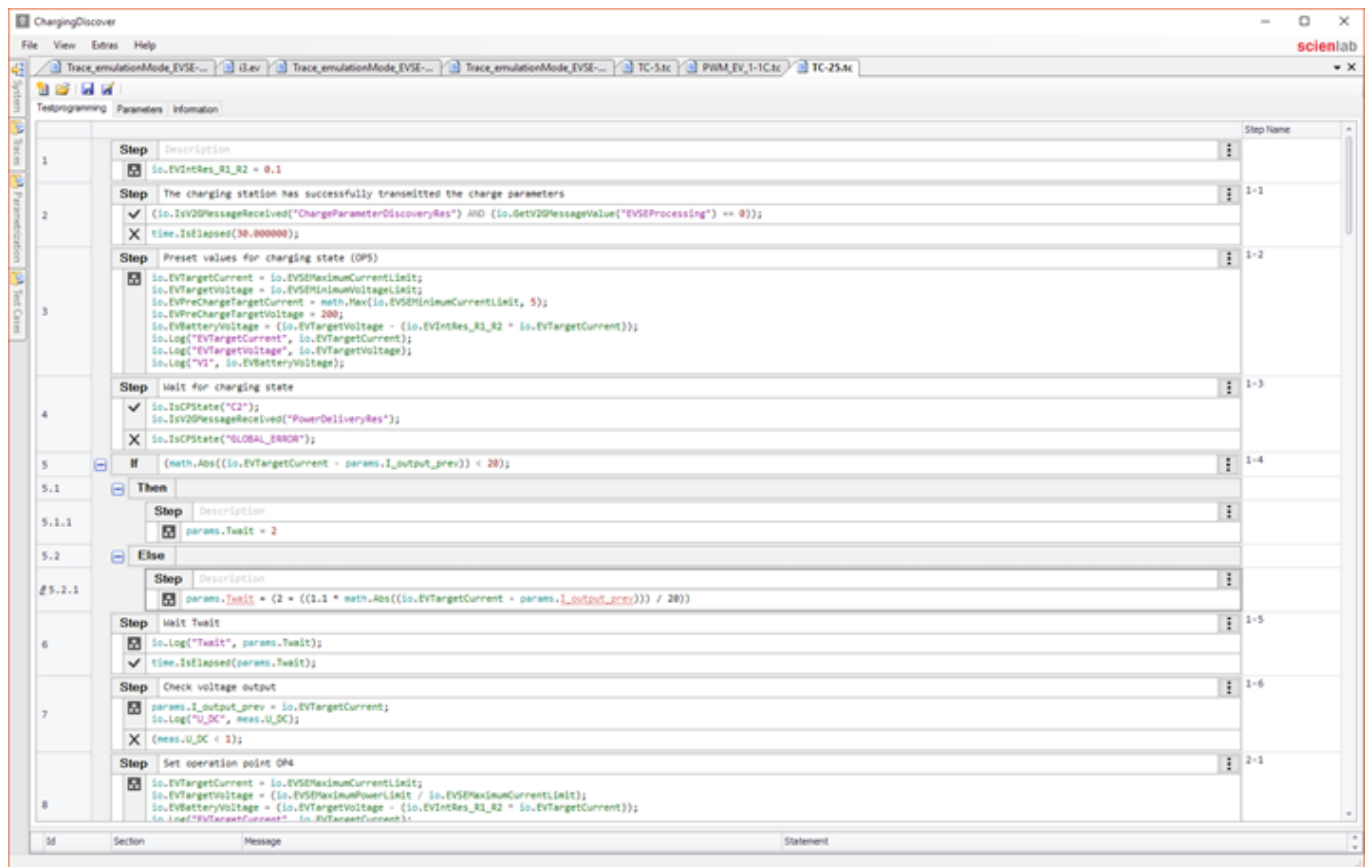 ChargingDiscover
File View Extras Help
scienlab
Trace_emulationMode_EVSE-... i3.ev Trace_emulationMode_EVSE-... Trace_emulationMode_EVSE-... TC-5.tc PWM_EV_1-1C.tc TC-25.tc
System
Traces
Parametrization
Test Cases
Testprogramming Parameters Information
Step Name
1
Step Description
io.EVIntRes_R1_R2 = 0.1
2
Step The charging station has successfully transmitted the charge parameters 1-1
(io.IsV2GMessageReceived("ChargeParameterDiscoveryRes") AND (io.GetV2GMessageValue("EVSEProcessing") == 0));
time.IsElapsed(30.000000);
3
Step Preset values for charging state (OP5) 1-2
io.EVTargetCurrent = io.EVSEMaximumCurrentLimit;
io.EVTargetVoltage = io.EVSEMinimumVoltageLimit;
io.EVPreChargeTargetCurrent = math.Max(io.EVSEMinimumCurrentLimit, 5);
io.EVPreChargeTargetVoltage = 200;
io.EVBatteryVoltage = (io.EVTargetVoltage - (io.EVIntRes_R1_R2 * io.EVTargetCurrent));
io.Log("EVTargetCurrent", io.EVTargetCurrent);
io.Log("EVTargetVoltage", io.EVTargetVoltage);
io.Log("V1", io.EVBatteryVoltage);
4
Step Wait for charging state 1-3
io.IsCPState("C2");
io.IsV2GMessageReceived("PowerDeliveryRes");
io.IsCPState("GLOBAL_ERROR");
5 If (math.Abs((io.EVTargetCurrent - params.I_output_prev)) < 20); 1-4
5.1 Then
5.1.1
Step Description
params.Twait = 2
5.2 Else
5.2.1
Step Description
params.Twait = (2 = ((1.1 * math.Abs((io.EVTargetCurrent - params.I_output_prev))) / 20))
6
Step Wait Twait 1-5
io.Log("Twait", params.Twait);
time.IsElapsed(params.Twait);
7
Step Check voltage output 1-6
params.I_output_prev = io.EVTargetCurrent;
io.Log("U_DC", meas.U_DC);
(meas.U_DC < 1);
8
Step Set operation point OP4 2-1
io.EVTargetCurrent = io.EVSEMaximumCurrentLimit;
io.EVTargetVoltage = (io.EVSEMaximumPowerLimit / io.EVSEMaximumCurrentLimit);
io.EVBatteryVoltage = (io.EVTargetVoltage - (io.EVIntRes_R1_R2 * io.EVTargetCurrent));
io.Log("EVTargetCurrent", io.EVTargetCurrent);
Id Section Message Statement